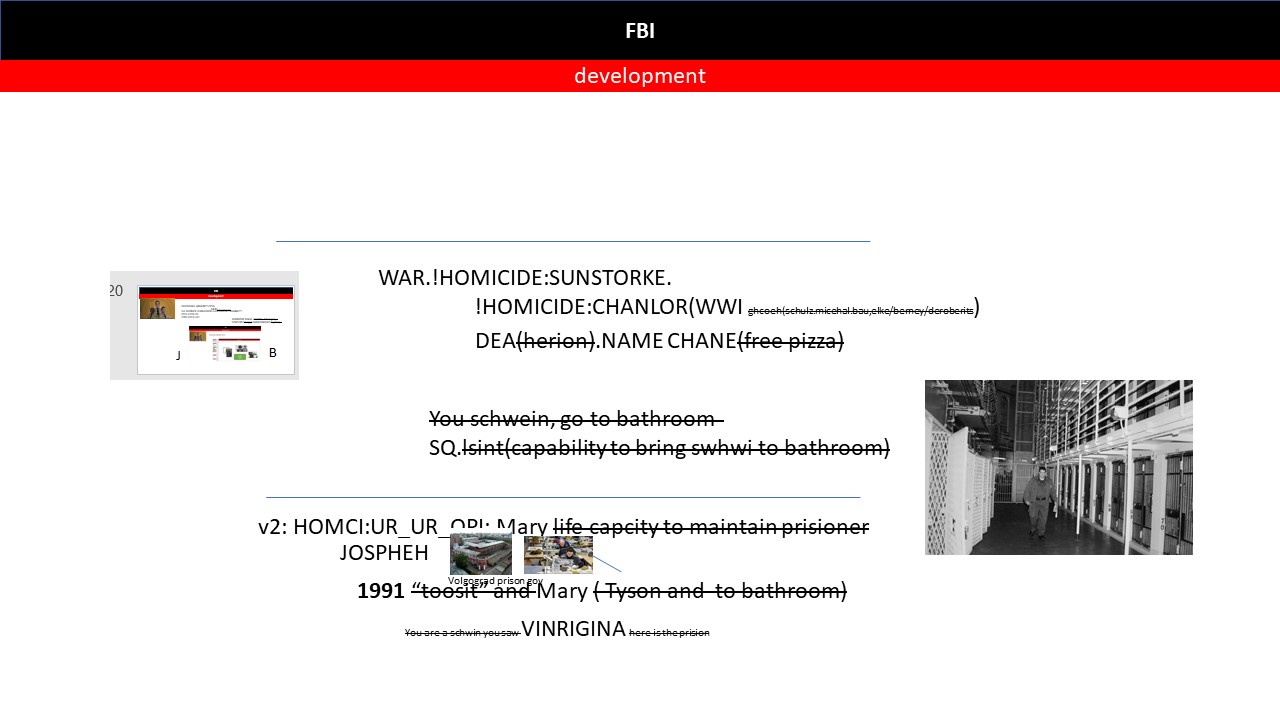 FBI
development
WAR.!HOMICIDE:SUNSTORKE.
!HOMICIDE:CHANLOR(WWI ghcoeh(schulz.micehal.bau,elke/berney/deroberits)
20
DEA(herion).NAME CHANE(free pizza)
J B
You schwein, go to bathroom
SQ.lsint(capability to bring swhwi to bathroom)
v2: HOMCI:UR_UR_OPI: Mary life capcity to maintain prisioner
JOSPHEH
Volgograd prison gov
1991 “toosit” and Mary ( Tyson and to bathroom)
You are a schwin you saw VINRIGINA here is the prision